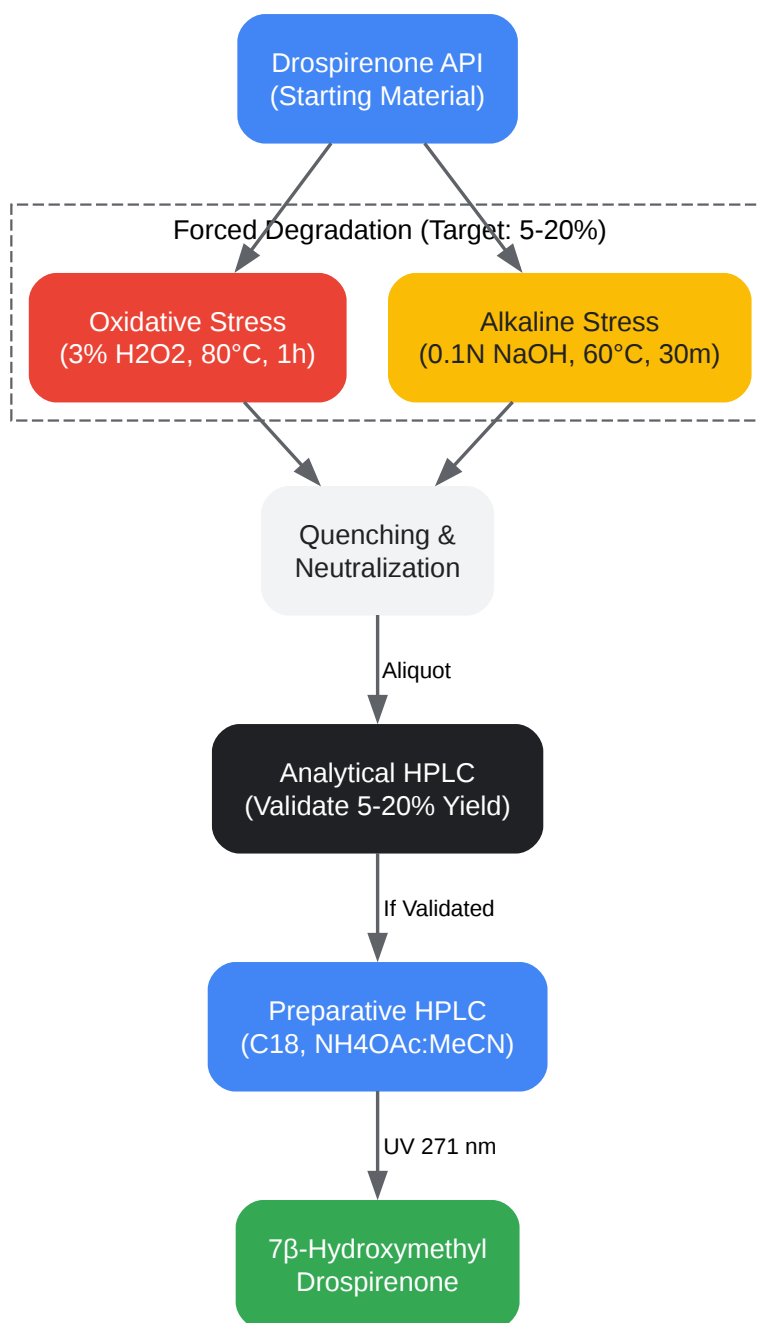 Drospirenone API
(Starting Material)
Forced Degradation (Target: 5-20%)
Oxidative Stress
(3% H2O2, 80°C, 1h)
Alkaline Stress
(0.1N NaOH, 60°C, 30m)
Quenching &
Neutralization
Aliquot
Analytical HPLC
(Validate 5-20% Yield)
If Validated
Preparative HPLC
(C18, NH4OAc:MeCN)
UV 271 nm
7β-Hydroxymethyl
Drospirenone